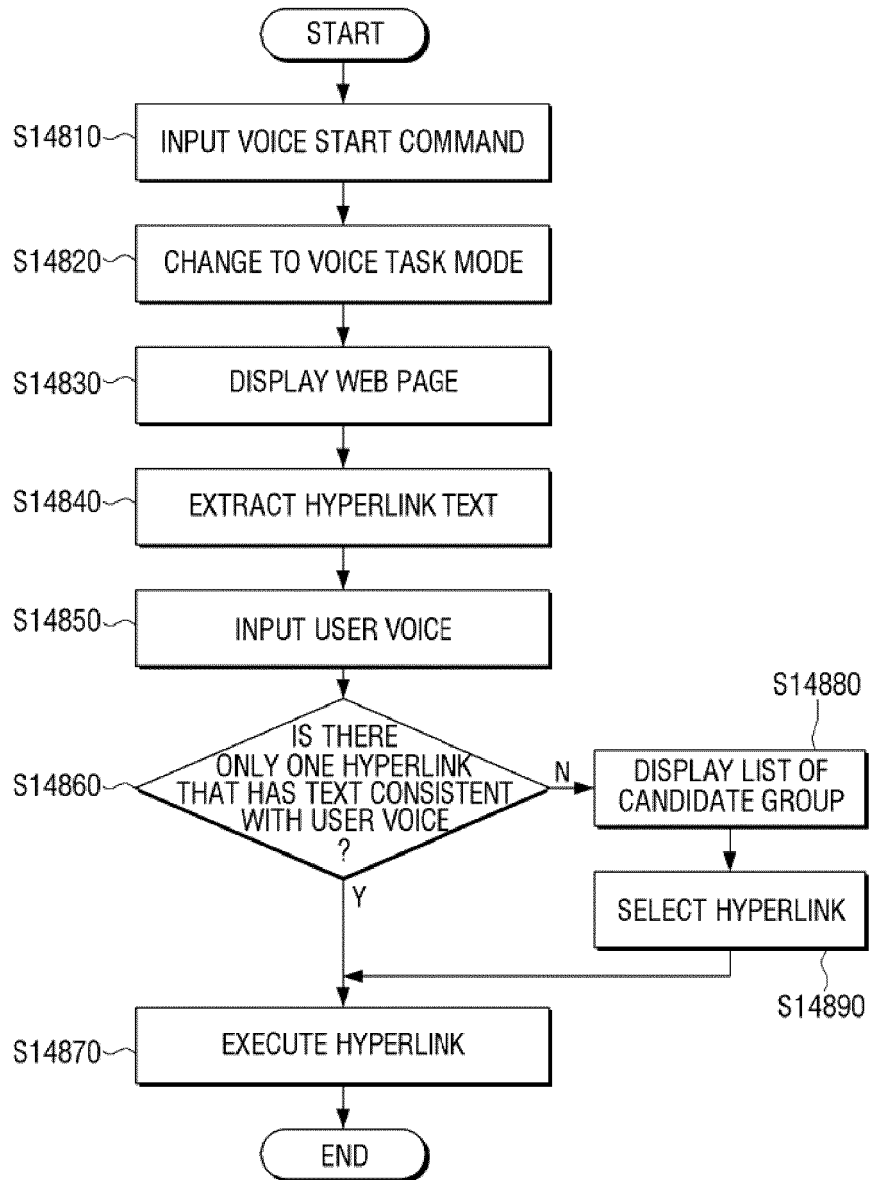 START
S14810
INPUT VOICE START COMMAND
S14820
CHANGE TO VOICE TASK MODE
S14830
DISPLAY WEB PAGE
S14840
EXTRACT HYPERLINK TEXT
S14850
INPUT USER VOICE
S14860
IS THERE
ONLY ONE HYPERLINK
THAT HAS TEXT CONSISTENT
WITH USER VOICE
?
N
Y
S14880
DISPLAY LIST OF
CANDIDATE GROUP
SELECT HYPERLINK
S14890
S14870
EXECUTE HYPERLINK
END